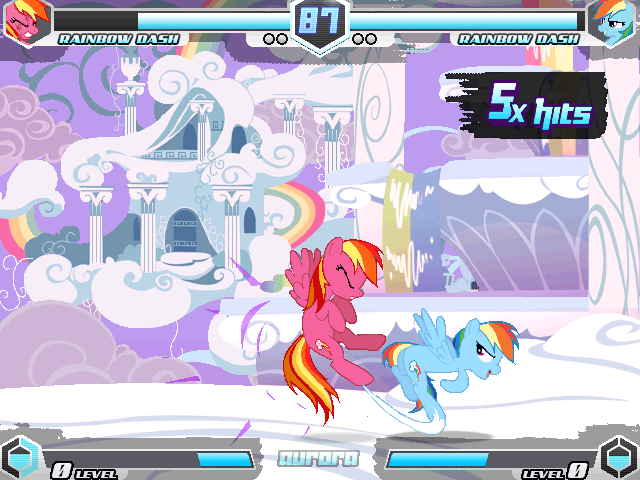 87
RAINBOW DASH
RAINBOW DASH
5x hits
0 LEVEL
aurora
LEVEL 0